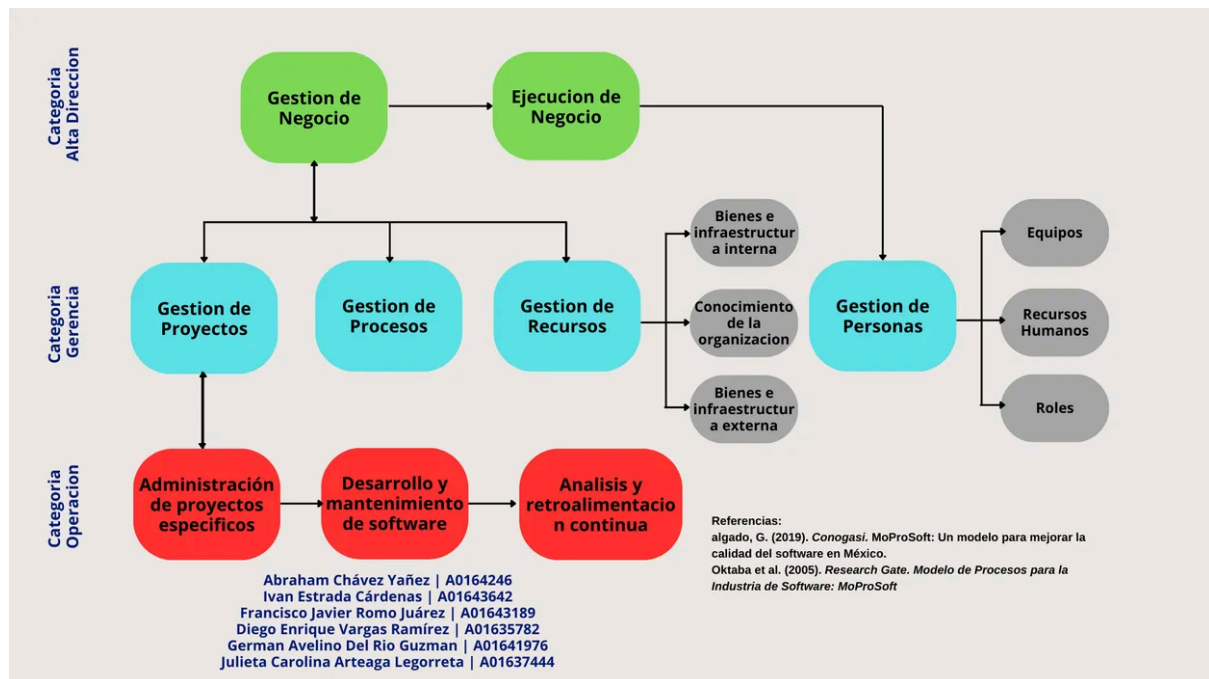 Categoria
Alta Direccion
Gestion de
Negocio
Ejecucion de
Negocio
Categoria
Gerencia
Gestion de
Proyectos
Gestion de
Procesos
Gestion de
Recursos
Bienes e
infraestructur
a interna
Conocimiento
de la
organizacion
Bienes e
infraestructur
a externa
Gestion de
Personas
Equipos
Recursos
Humanos
Roles
Categoria
Operacion
Administración
de proyectos
especificos
Desarrollo y
mantenimiento
de software
Analisis y
retroalimentacio
n continua
Referencias:
algado, G. (2019). Conogasi. MoProSoft: Un modelo para mejorar la
calidad del software en México.
Oktaba et al. (2005). Research Gate. Modelo de Procesos para la
Industria de Software: MoProSoft
Abraham Chávez Yañez | A0164246
Ivan Estrada Cárdenas | A01643642
Francisco Javier Romo Juárez | A01643189
Diego Enrique Vargas Ramírez | A01635782
German Avelino Del Rio Guzman | A01641976
Julieta Carolina Arteaga Legorreta | A01637444